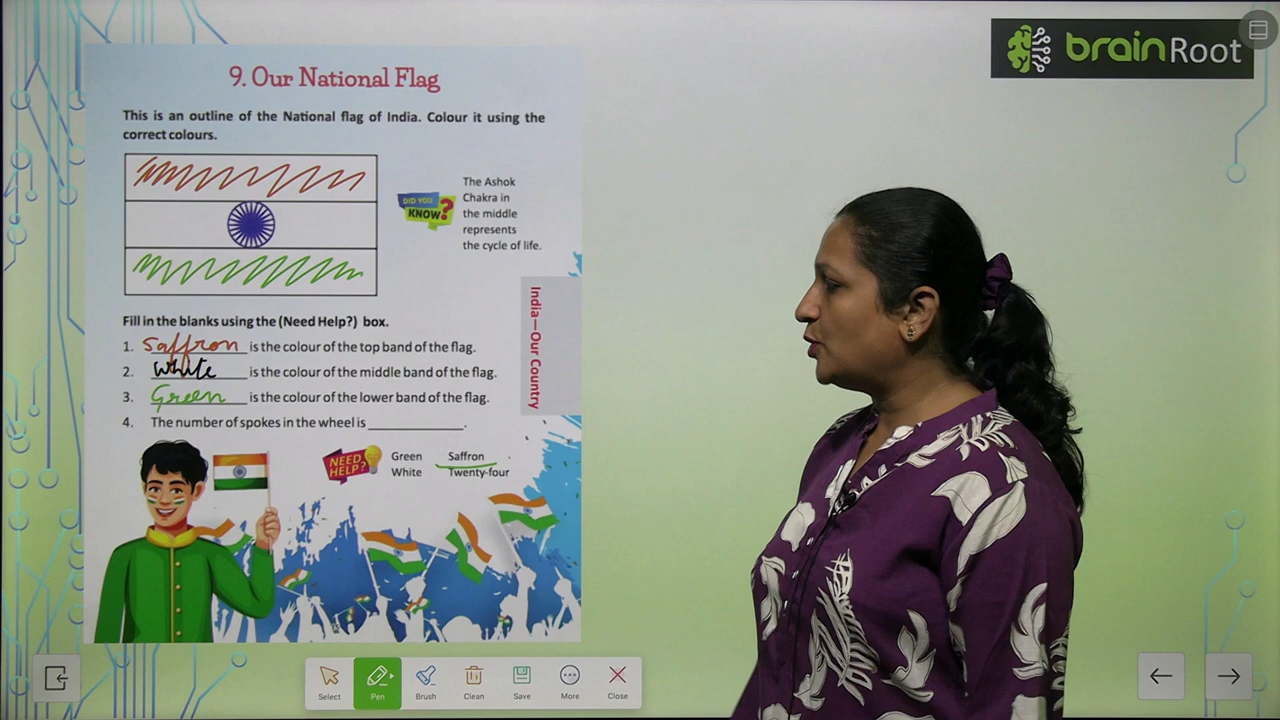 brainRoot
9. Our National Flag
This is an outline of the National flag of India. Colour it using the
correct colours.
DID YOU
KNOW?
The Ashok
Chakra in
the middle
represents
the cycle of life.
India—Our Country
Fill in the blanks using the (Need Help?) box.
1. Saffron is the colour of the top band of the flag.
2. White is the colour of the middle band of the flag.
3. Green is the colour of the lower band of the flag.
4. The number of spokes in the wheel is ____________.
NEED
HELP?
Green Saffron
White Twenty-four
Select Pen Brush Clean Save More Close